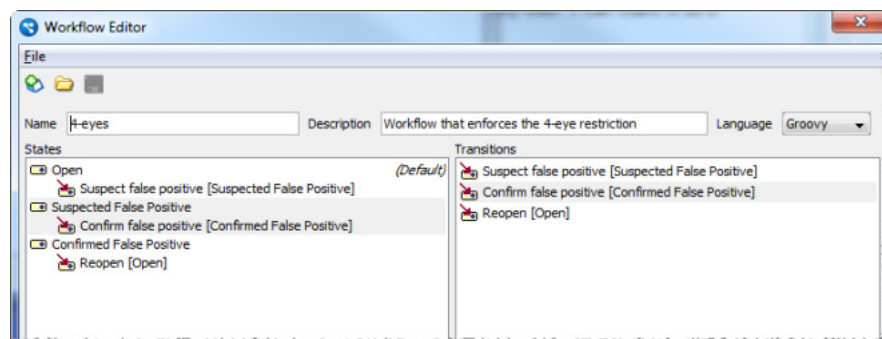 Workflow Editor
File
Name 4-eyes Description Workflow that enforces the 4-eye restriction Language Groovy
States Transitions
Open (Default) Suspect false positive [Suspected False Positive]
Suspect false positive [Suspected False Positive] Confirm false positive [Confirmed False Positive]
Suspected False Positive Reopen [Open]
Confirm false positive [Confirmed False Positive]
Confirmed False Positive
Reopen [Open]